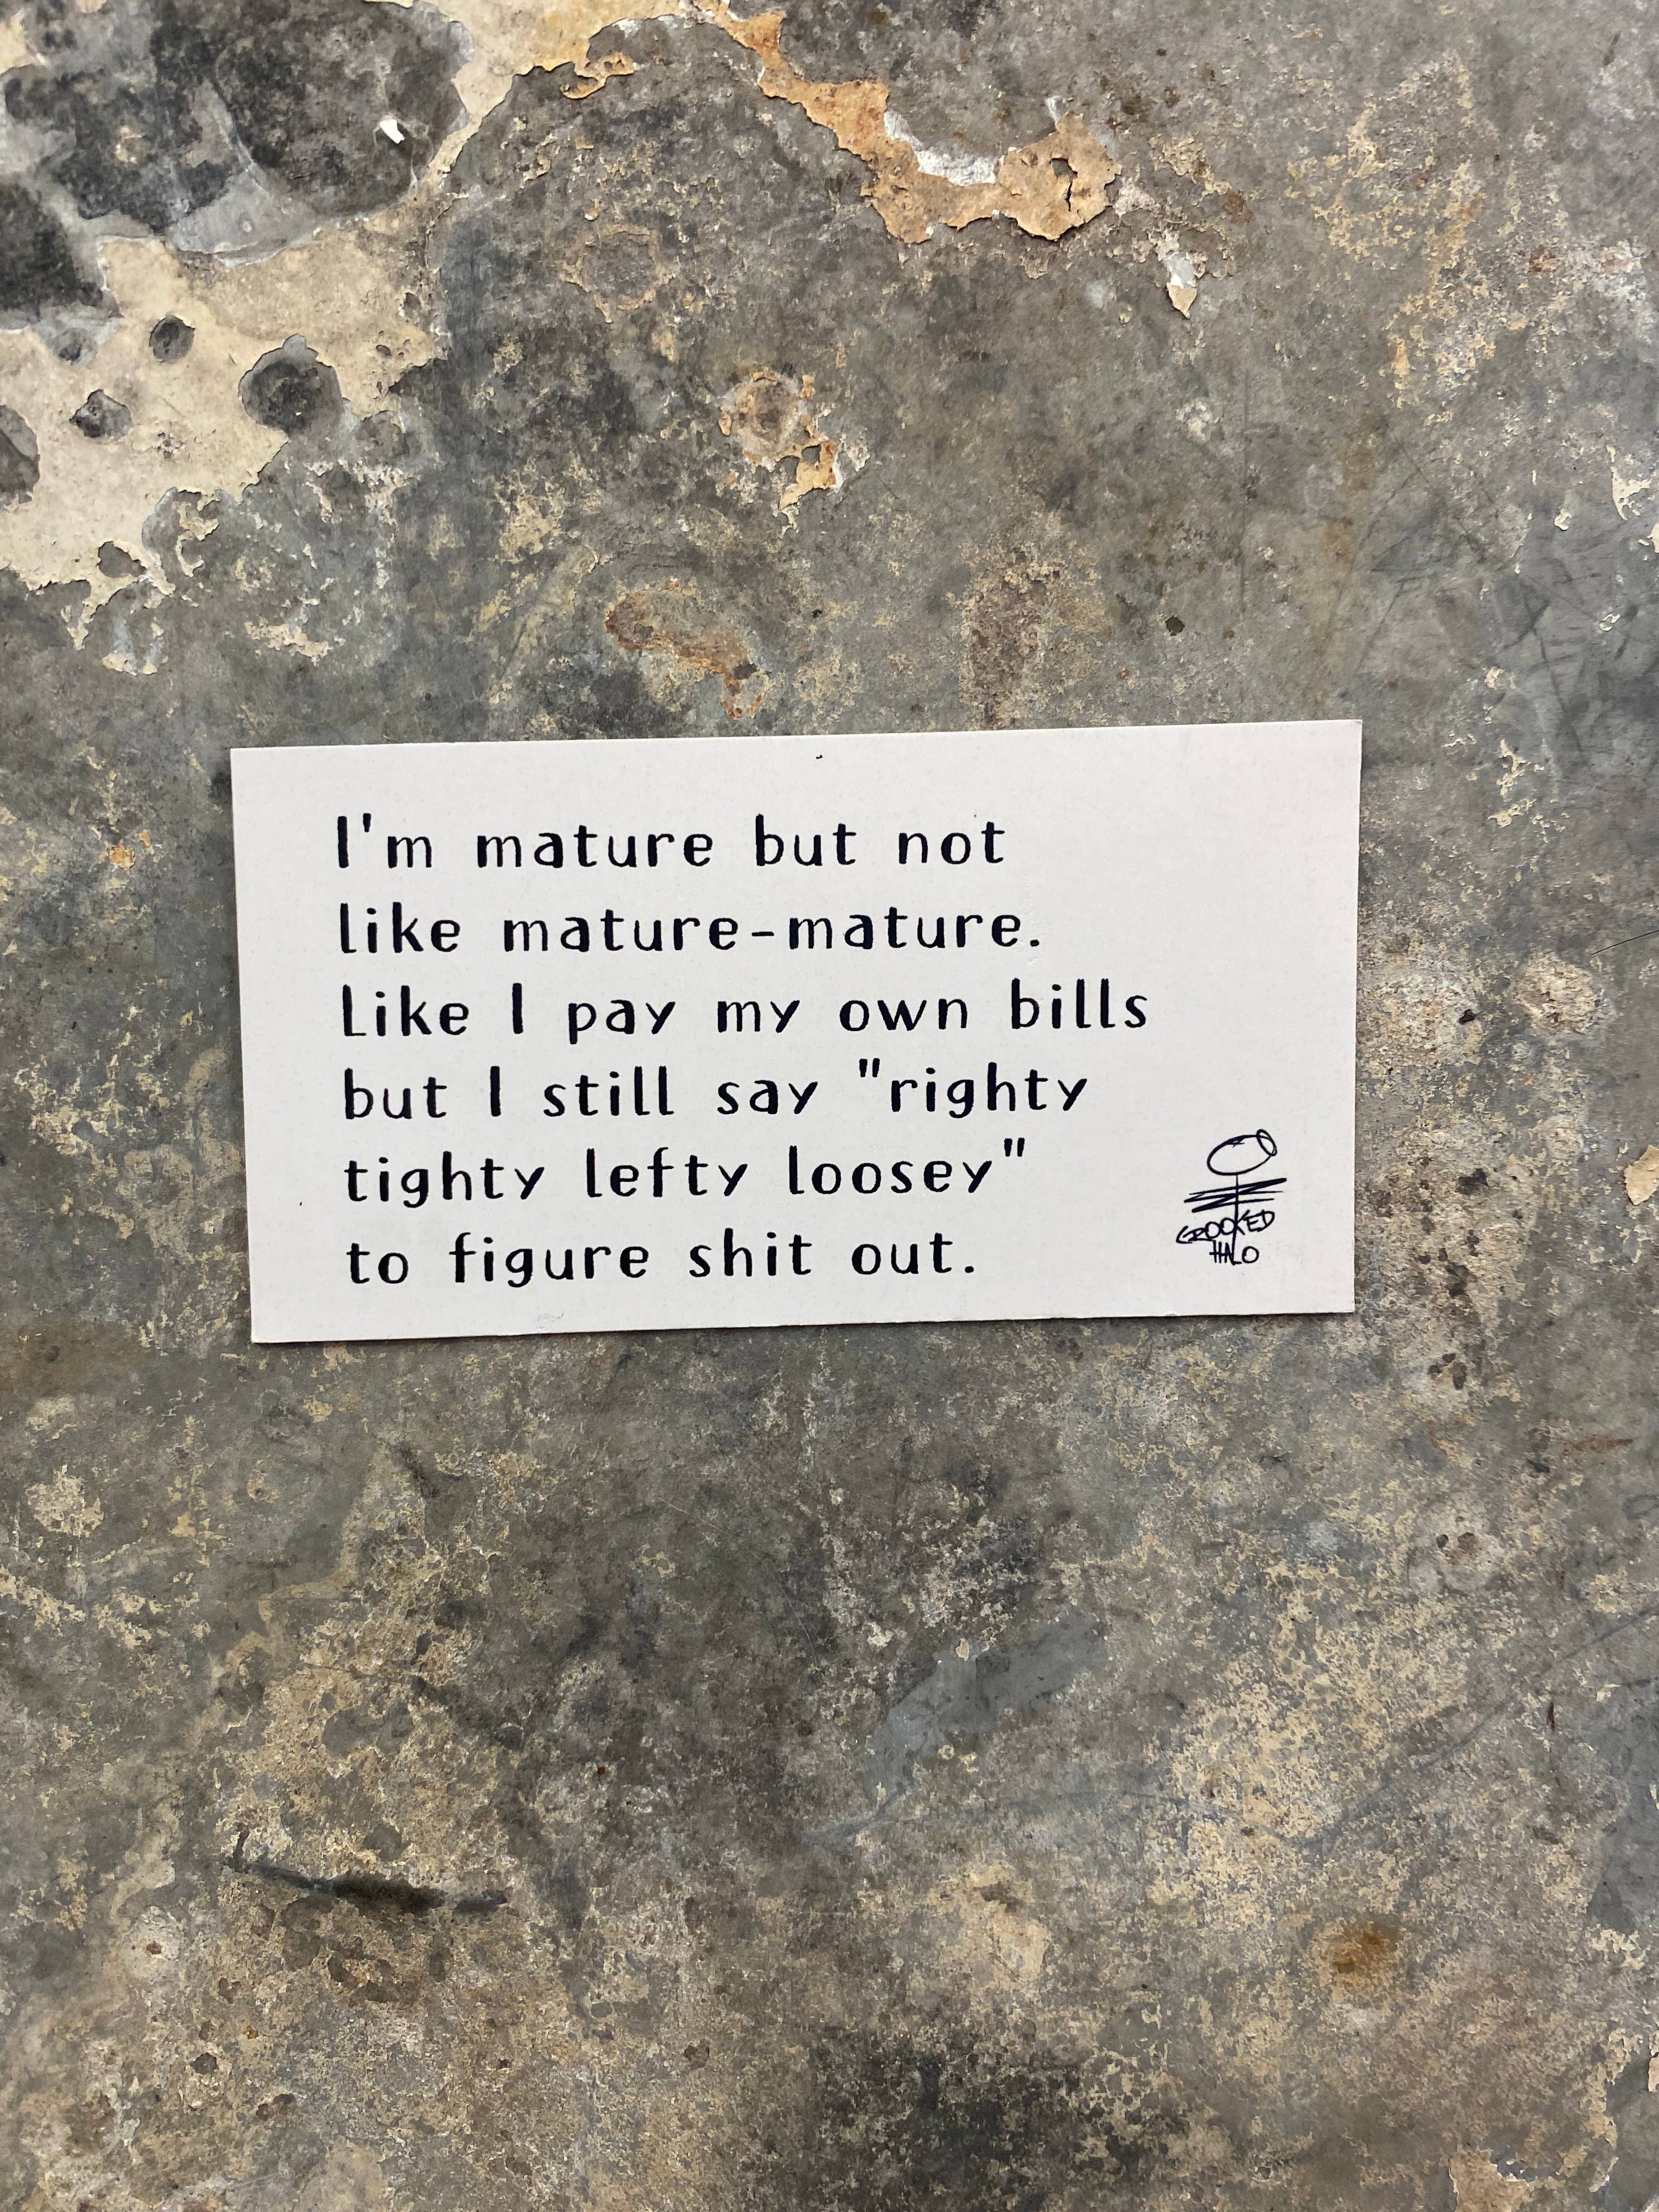 I'm mature but not
like mature-mature.
Like I pay my own bills
but I still say "righty
tighty lefty loosey"
to figure shit out.
CROOKED
HALO